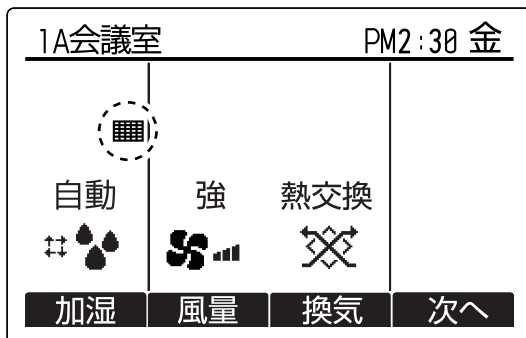 1A会議室 PM2:30 金
自動 強 熱交換
加湿 風量 換気 次へ